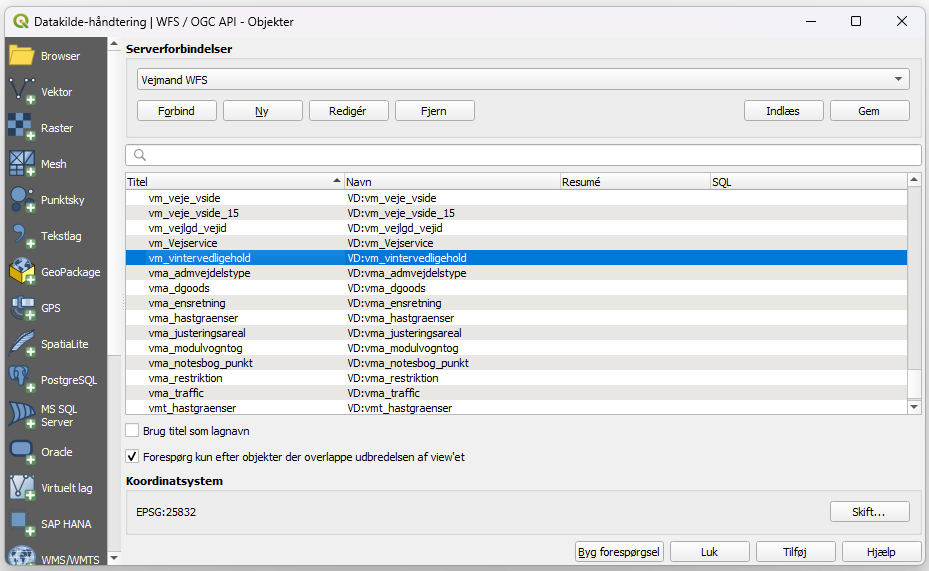 Datakilde-håndtering | WFS / OGC API - Objekter
Browser
Vektor
Raster
Mesh
Punktsky
Tekstlag
GeoPackage
GPS
SpatiaLite
PostgreSQL
MS SQL
Server
Oracle
Virtuelt lag
SAP HANA
WMS/WMTS
Serverforbindelser
Vejmand WFS
Forbind Ny Redigér Fjern Indlæs Gem
Titel Navn Resumé SQL
vm_veje_vside VD:vm_veje_vside
vm_veje_vside_15 VD:vm_veje_vside_15
vm_vejlgd_vejid VD:vm_vejlgd_vejid
vm_Vejservice VD:vm_Vejservice
vm_vintervedligehold VD:vm_vintervedligehold
vma_admvejdelstype VD:vma_admvejdelstype
vma_dgoods VD:vma_dgoods
vma_ensretning VD:vma_ensretning
vma_hastgraenser VD:vma_hastgraenser
vma_justeringsareal VD:vma_justeringsareal
vma_modulvogntog VD:vma_modulvogntog
vma_notesbog_punkt VD:vma_notesbog_punkt
vma_restriktion VD:vma_restriktion
vma_traffic VD:vma_traffic
vmt_hastgraenser VD:vmt_hastgraenser
Brug titel som lagnavn
Forespørg kun efter objekter der overlappe udbredelsen af view'et
Koordinatsystem
EPSG:25832
Skift...
Byg forespørgsel Luk Tilføj Hjælp